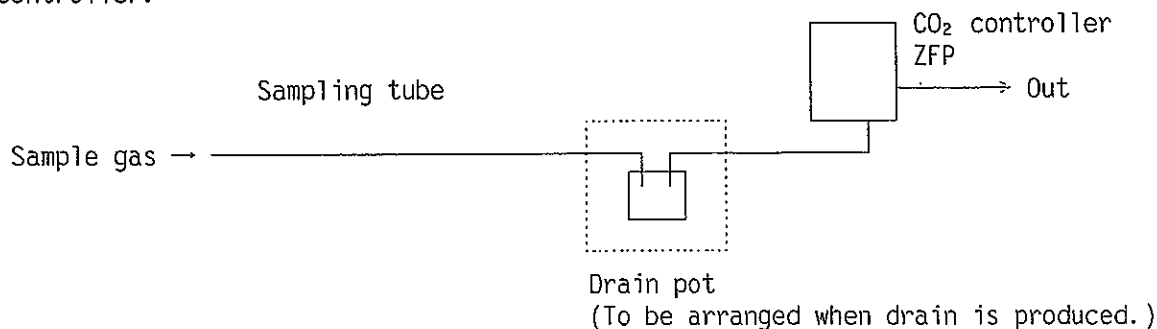 controller.
CO₂ controller
ZFP
Sampling tube
Out
Sample gas →
Drain pot
(To be arranged when drain is produced.)